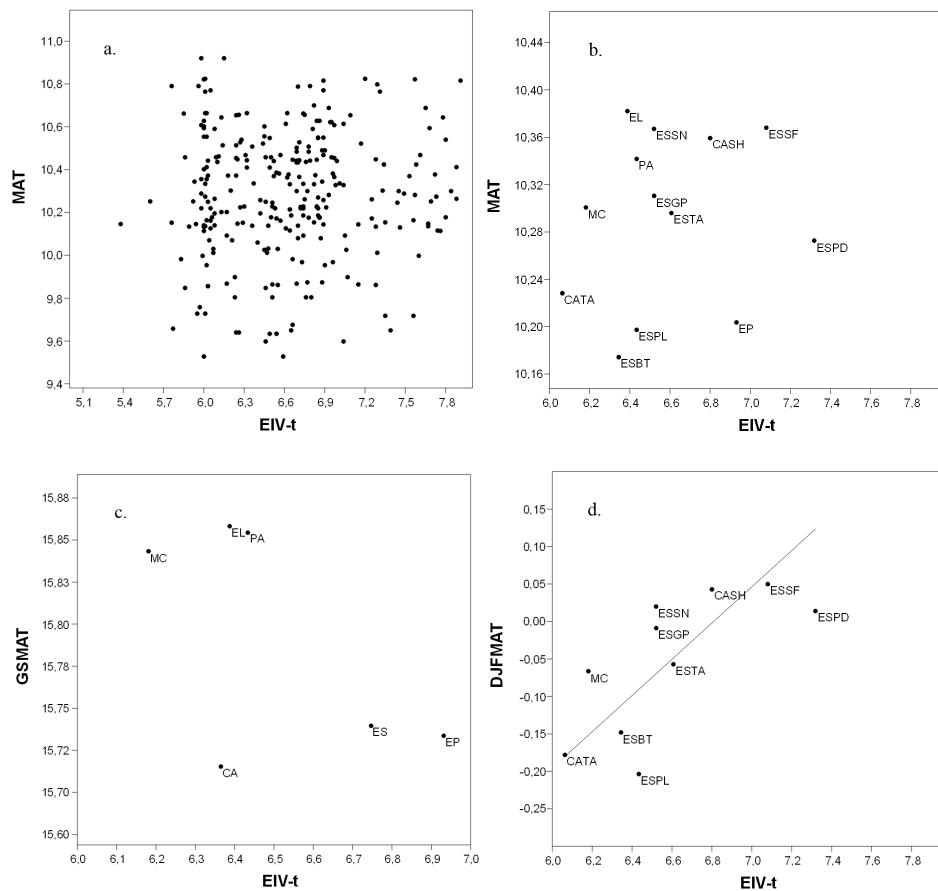 a.
11,0
10,8
10,6
10,4
10,2
10,0
9,8
9,6
9,4
MAT
5,1 5,4 5,7 6,0 6,3 6,6 6,9 7,2 7,5 7,8
EIV-t
b.
10,44
10,40
10,36
10,32
10,28
10,24
10,20
10,16
MAT
EL
ESSN
CASH
ESSF
PA
MC
ESGP
ESTA
ESPD
CATA
ESPL
EP
ESBT
6,0 6,2 6,4 6,6 6,8 7,0 7,2 7,4 7,6 7,8
EIV-t
c.
15,88
15,85
15,83
15,80
15,78
15,75
15,72
15,70
15,60
GSMAT
MC
EL
PA
ES
EP
CA
6,0 6,1 6,2 6,3 6,4 6,5 6,6 6,7 6,8 6,9 7,0
EIV-t
d.
0,15
0,10
0,05
0,00
-0,05
-0,10
-0,15
-0,20
-0,25
DJFMAT
CASH
ESSF
ESSN
ESPD
ESGP
ESTA
MC
ESBT
CATA
ESPL
6,0 6,2 6,4 6,6 6,8 7,0 7,2 7,4 7,6 7,8
EIV-t